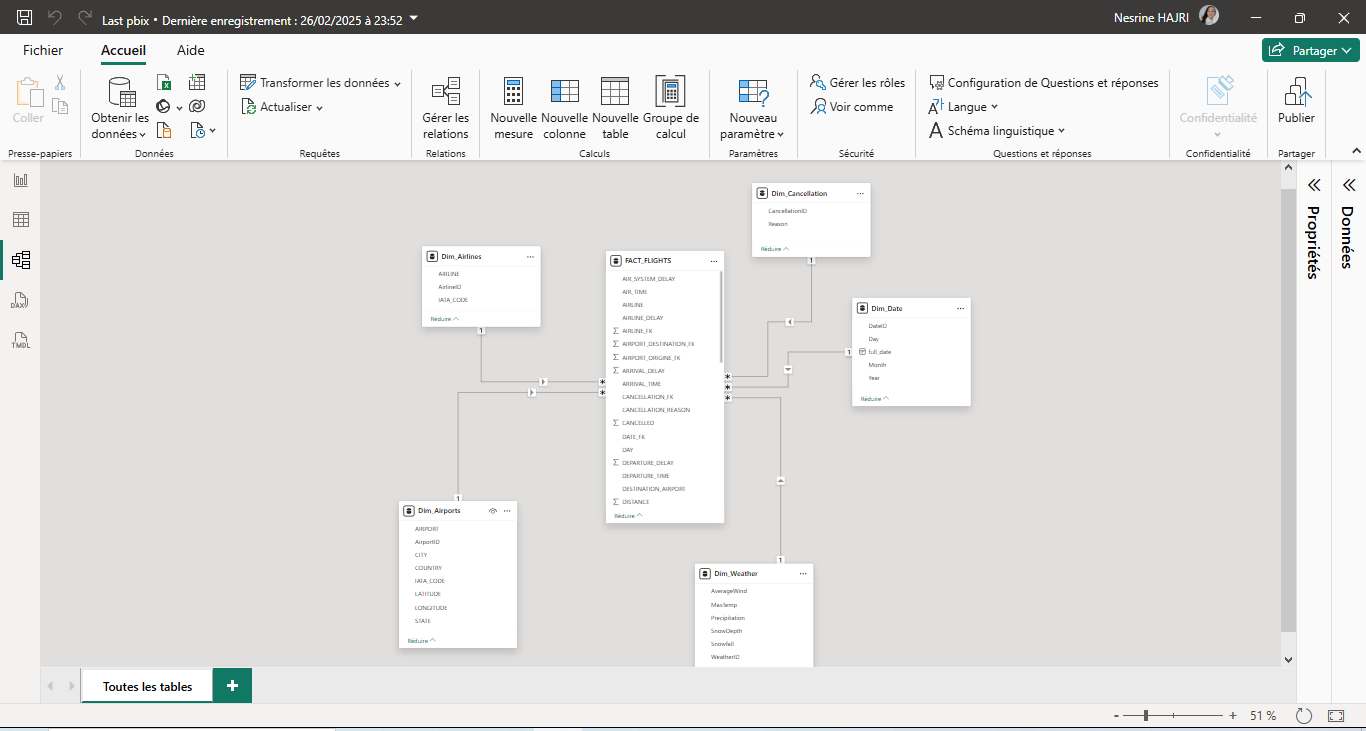 Last pbix • Dernière enregistrement : 26/02/2025 à 23:52
Nesrine HAJRI
Fichier
Accueil
Aide
Partager
Coller
Presse-papiers
Obtenir les
données
Données
Transformer les données
Actualiser
Requêtes
Gérer les
relations
Relations
Nouvelle
mesure
Nouvelle
colonne
Nouvelle
table
Groupe de
calcul
Calculs
Nouveau
paramètre
Paramètres
Gérer les rôles
Voir comme
Sécurité
Configuration de Questions et réponses
Langue
Schéma linguistique
Questions et réponses
Confidentialité
Confidentialité
Publier
Partager
DAX
TMDL
Dim_Airlines
AIRLINE
AirlineID
IATA_CODE
Réduire
1
FACT_FLIGHTS
AIR_SYSTEM_DELAY
AIR_TIME
AIRLINE
AIRLINE_DELAY
Σ AIRLINE_FK
Σ AIRPORT_DESTINATION_FK
Σ AIRPORT_ORIGINE_FK
Σ ARRIVAL_DELAY
ARRIVAL_TIME
CANCELLATION_FK
CANCELLATION_REASON
Σ CANCELLED
DATE_FK
DAY
Σ DEPARTURE_DELAY
DEPARTURE_TIME
DESTINATION_AIRPORT
Σ DISTANCE
Réduire
*
*
*
*
*
Dim_Cancellation
CancellationID
Reason
Réduire
1
Dim_Date
DateID
Day
full_date
Month
Year
Réduire
1
Dim_Airports
AIRPORT
AirportID
CITY
COUNTRY
IATA_CODE
LATITUDE
LONGITUDE
STATE
Réduire
1
Dim_Weather
AverageWind
MaxTemp
Precipitation
SnowDepth
Snowfall
WeatherID
1
Propriétés
Données
Toutes les tables
+
- + 51 %